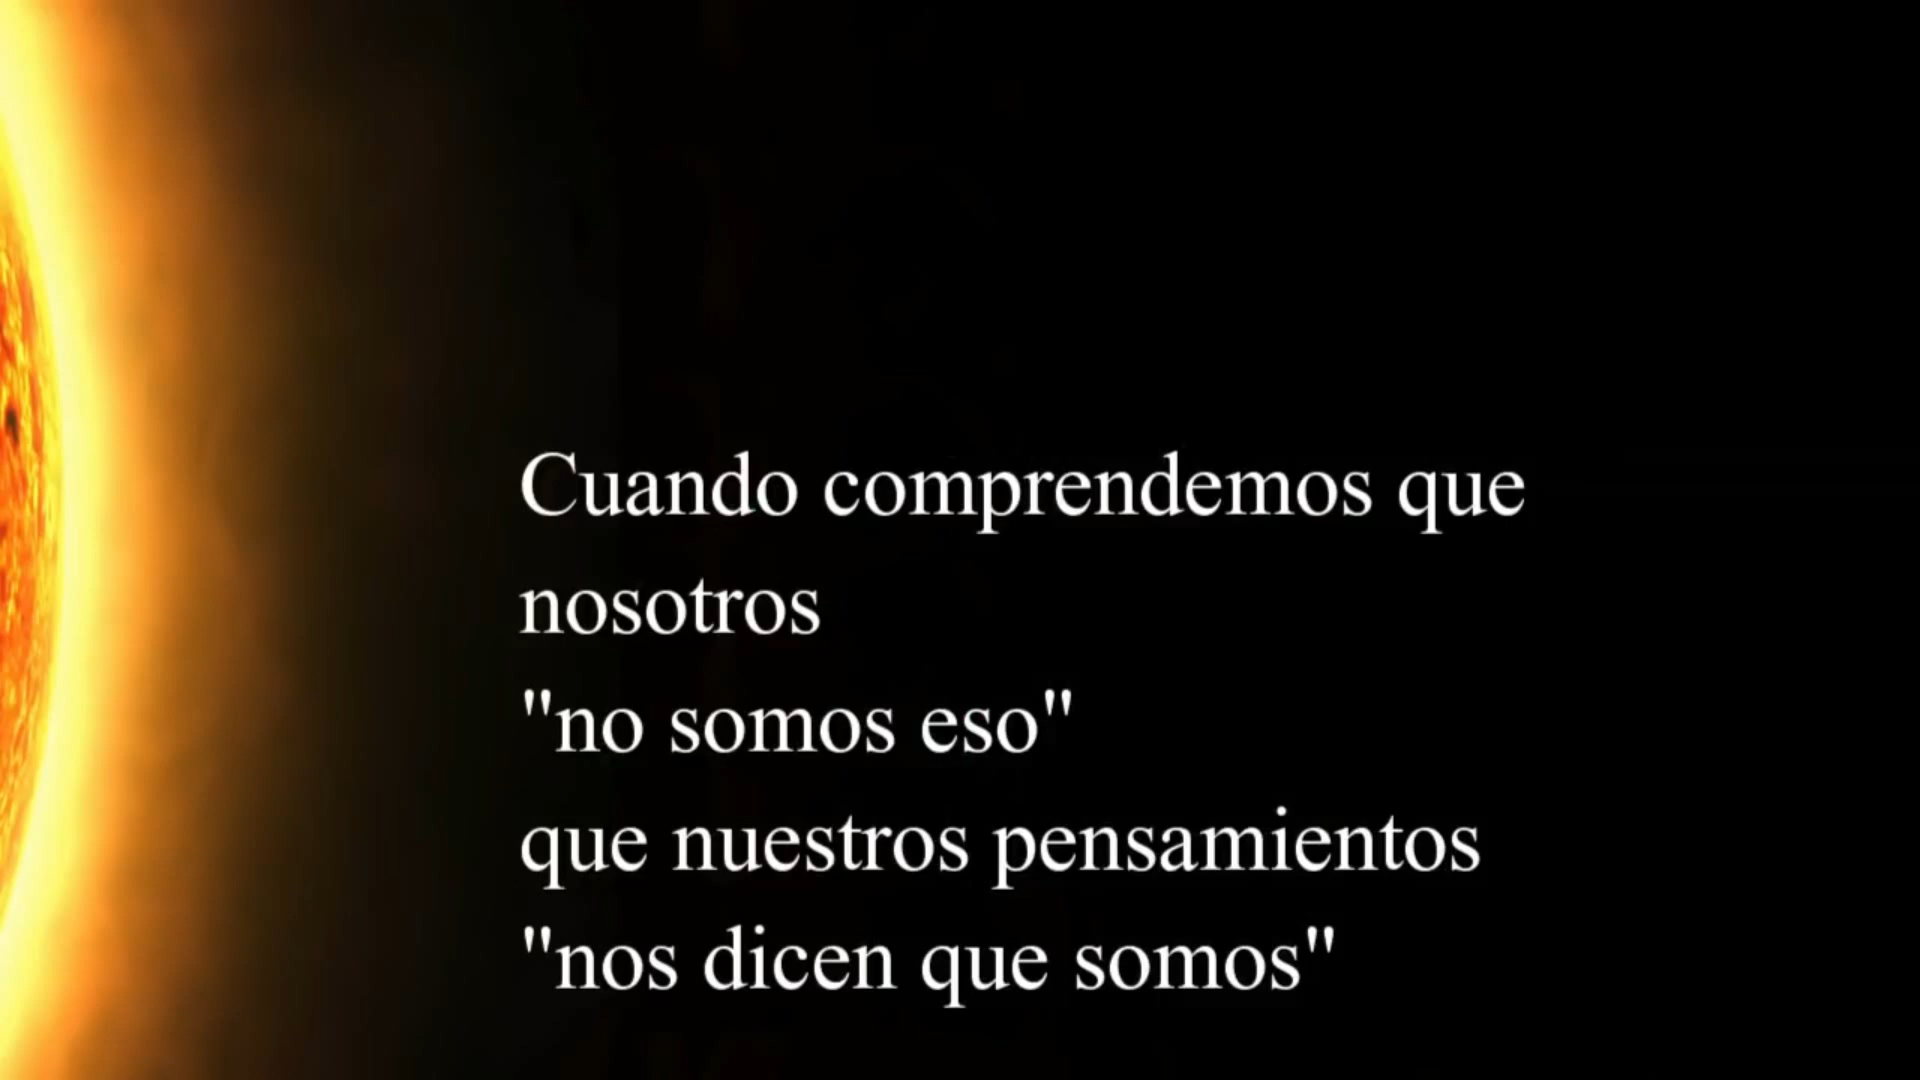 Cuando comprendemos que
nosotros
"no somos eso"
que nuestros pensamientos
"nos dicen que somos"